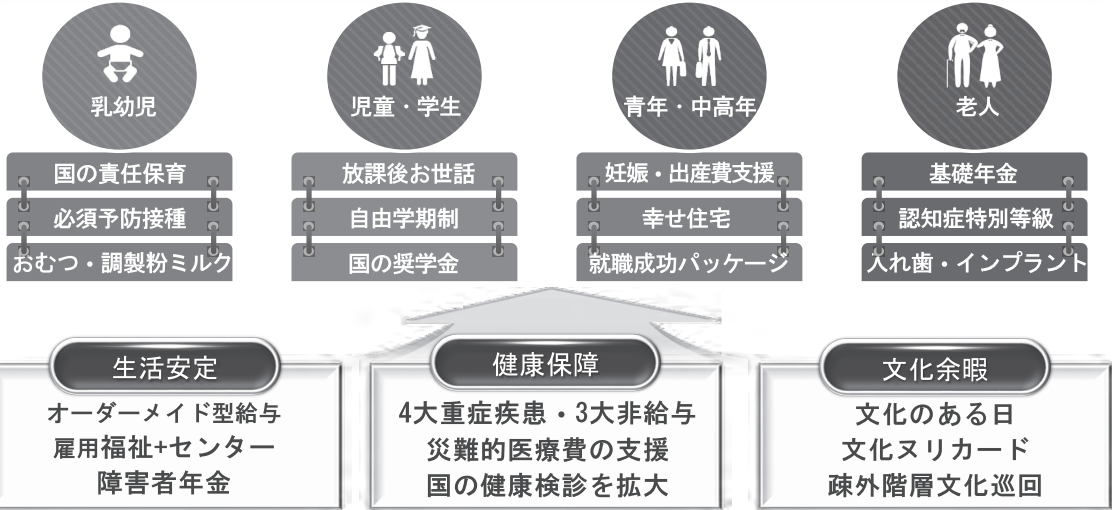 乳幼児
国の責任保育
必須予防接種
おむつ・調製粉ミルク
児童・学生
放課後お世話
自由学期制
国の奨学金
青年・中高年
妊娠・出産費支援
幸せ住宅
就職成功パッケージ
老人
基礎年金
認知症特別等級
入れ歯・インプラント
生活安定
オーダーメイド型給与
雇用福祉+センター
障害者年金
健康保障
4大重症疾患・3大非給与
災難的医療費の支援
国の健康検診を拡大
文化余暇
文化のある日
文化ヌリカード
疎外階層文化巡回